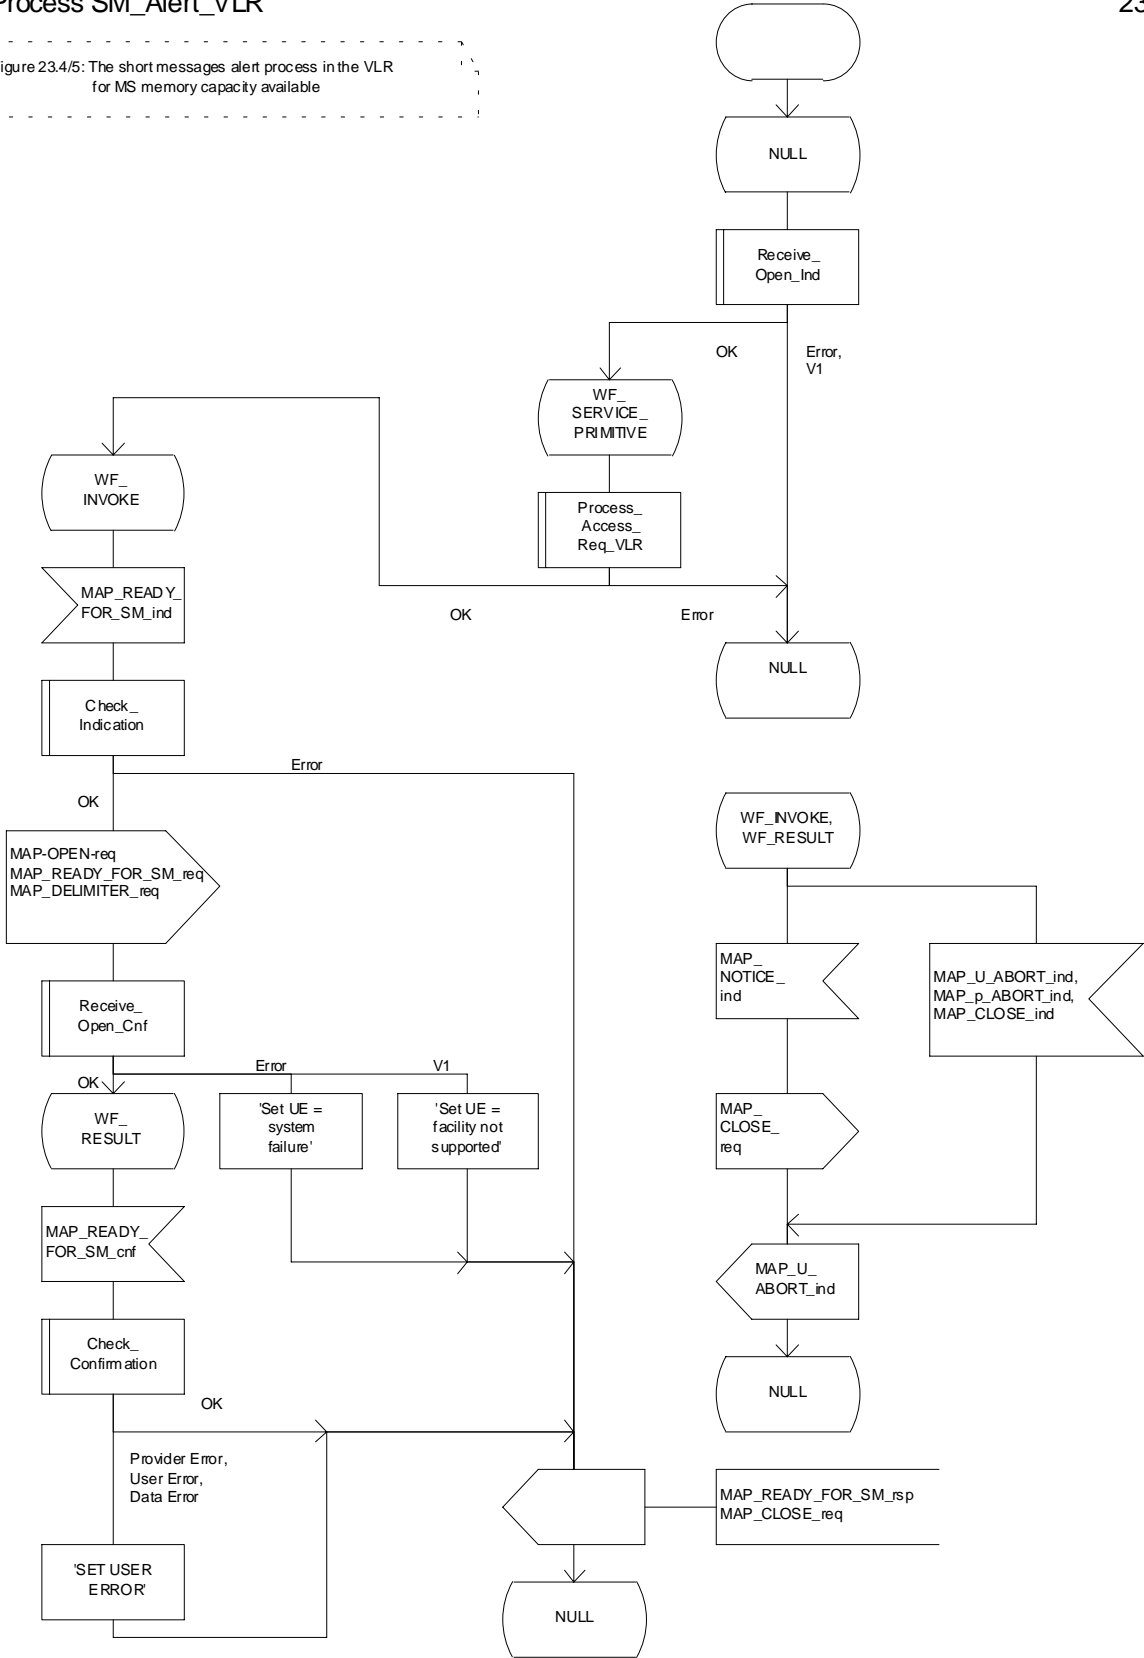 Process SM_Alert_VLR
23
igure 23.4/5: The short messages alert process in the VLR
for MS memory capacity available
NULL
Receive_
Open_Ind
OK
Error,
V1
WF_
SERVICE_
PRIMITIVE
WF_
INVOKE
Process_
Access_
Req_VLR
MAP_READY_
FOR_SM_ind
OK
Error
NULL
Check_
Indication
Error
OK
WF_INVOKE,
WF_RESULT
MAP-OPEN-req
MAP_READY_FOR_SM_req
MAP_DELIMITER_req
MAP_
NOTICE_
ind
MAP_U_ABORT_ind,
MAP_p_ABORT_ind,
MAP_CLOSE_ind
Receive_
Open_Cnf
Error
V1
OK
WF_
RESULT
'Set UE =
system
failure'
'Set UE =
facility not
supported'
MAP_
CLOSE_
req
MAP_READY_
FOR_SM_cnf
MAP_U_
ABORT_ind
Check_
Confirmation
OK
NULL
Provider Error,
User Error,
Data Error
MAP_READY_FOR_SM_rsp
MAP_CLOSE_req
'SET USER
ERROR'
NULL